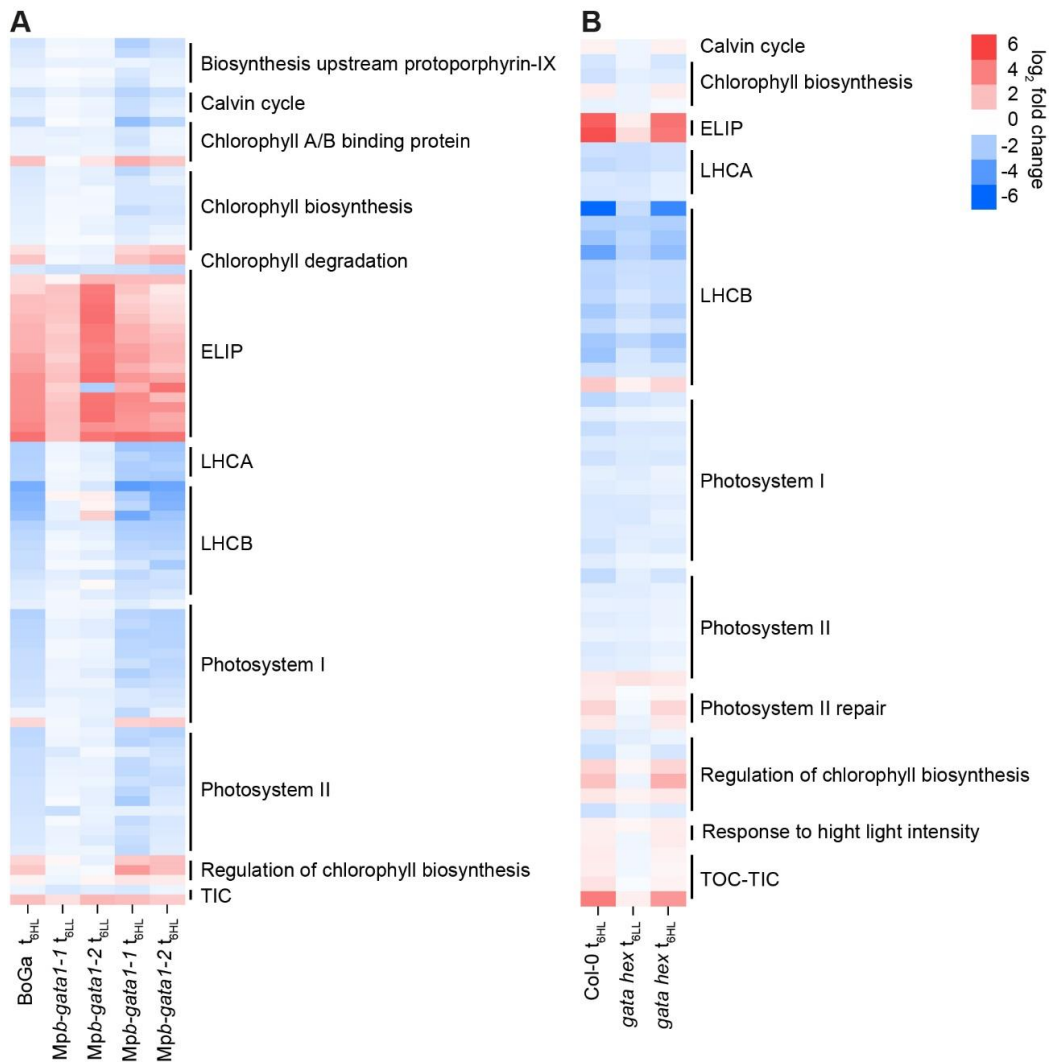 A
Biosynthesis upstream protoporphyrin-IX
Calvin cycle
Chlorophyll A/B binding protein
Chlorophyll biosynthesis
Chlorophyll degradation
ELIP
LHCA
LHCB
Photosystem I
Photosystem II
Regulation of chlorophyll biosynthesis
TIC
BoGa t6HL
Mpb-gata1-1 t6LL
Mpb-gata1-2 t6LL
Mpb-gata1-1 t6HL
Mpb-gata1-2 t6HL
B
Calvin cycle
Chlorophyll biosynthesis
ELIP
LHCA
LHCB
Photosystem I
Photosystem II
Photosystem II repair
Regulation of chlorophyll biosynthesis
Response to hight light intensity
TOC-TIC
Col-0 t6HL
gata hex t6LL
gata hex t6HL
6
4
2
0
-2
-4
-6
log2 fold change